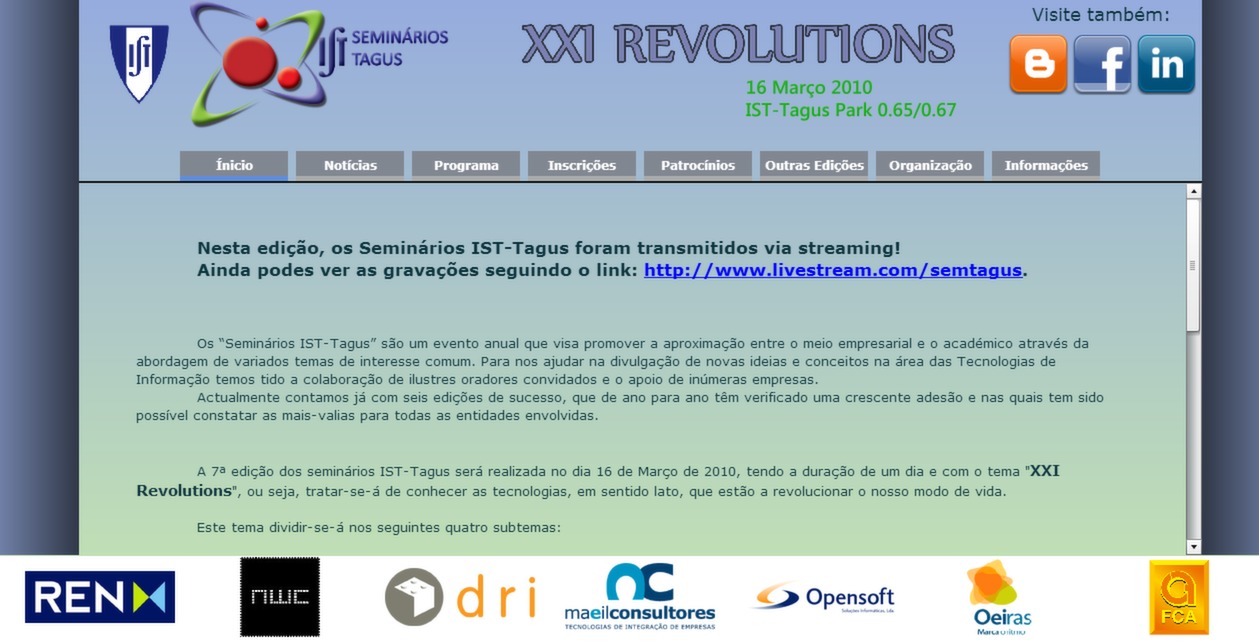 IST
IST SEMINÁRIOS
TAGUS
XXI REVOLUTIONS
16 Março 2010
IST-Tagus Park 0.65/0.67
Visite também:
B f in
Ínicio Notícias Programa Inscrições Patrocínios Outras Edições Organização Informações
Nesta edição, os Seminários IST-Tagus foram transmitidos via streaming!
Ainda podes ver as gravações seguindo o link: http://www.livestream.com/semtagus.
Os “Seminários IST-Tagus” são um evento anual que visa promover a aproximação entre o meio empresarial e o académico através da
abordagem de variados temas de interesse comum. Para nos ajudar na divulgação de novas ideias e conceitos na área das Tecnologias de
Informação temos tido a colaboração de ilustres oradores convidados e o apoio de inúmeras empresas.
Actualmente contamos já com seis edições de sucesso, que de ano para ano têm verificado uma crescente adesão e nas quais tem sido
possível constatar as mais-valias para todas as entidades envolvidas.
A 7ª edição dos seminários IST-Tagus será realizada no dia 16 de Março de 2010, tendo a duração de um dia e com o tema "XXI
Revolutions", ou seja, tratar-se-á de conhecer as tecnologias, em sentido lato, que estão a revolucionar o nosso modo de vida.
Este tema dividir-se-á nos seguintes quatro subtemas:
REN
nwc
dri
maeilconsultores
TECNOLOGIAS DE INTEGRAÇÃO DE EMPRESAS
Opensoft
Soluções Informáticas, Lda
Oeiras
Marca o ritmo
FCA